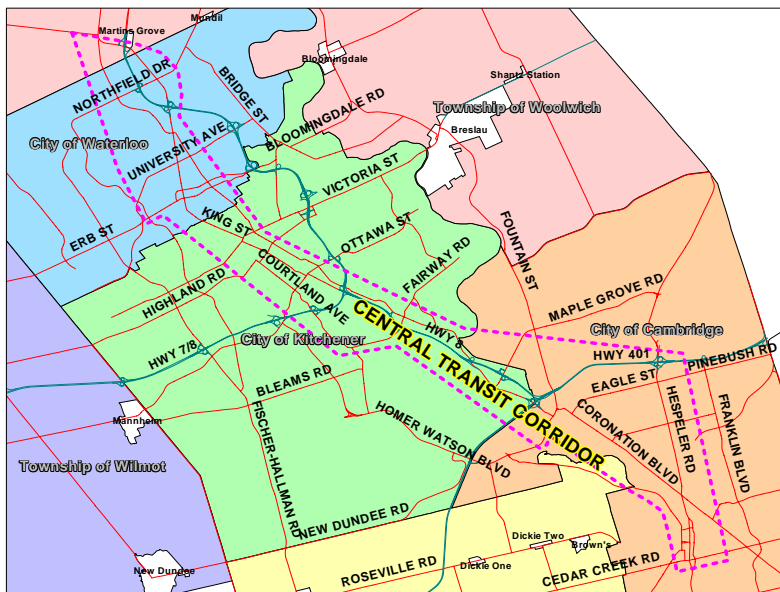 Mundil
Martins Grove
Bloomingdale
Shantz Station
NORTHFIELD DR
BRIDGE ST
BLOOMINGDALE RD
Township of Woolwich
Breslau
City of Waterloo
UNIVERSITY AVE
VICTORIA ST
ERB ST
KING ST
OTTAWA ST
FOUNTAIN ST
COURTLAND AVE
FAIRWAY RD
HIGHLAND RD
MAPLE GROVE RD
CENTRAL TRANSIT CORRIDOR
HWY 8
City of Cambridge
City of Kitchener
HWY 7/8
HWY 401
PINEBUSH RD
EAGLE ST
BLEAMS RD
HESPELER RD
FRANKLIN BLVD
CORONATION BLVD
FISCHER-HALLMAN RD
HOMER WATSON BLVD
Mannheim
Township of Wilmot
NEW DUNDEE RD
Dickie Two
Brown's
New Dundee
ROSEVILLE RD
Dickie One
CEDAR CREEK RD